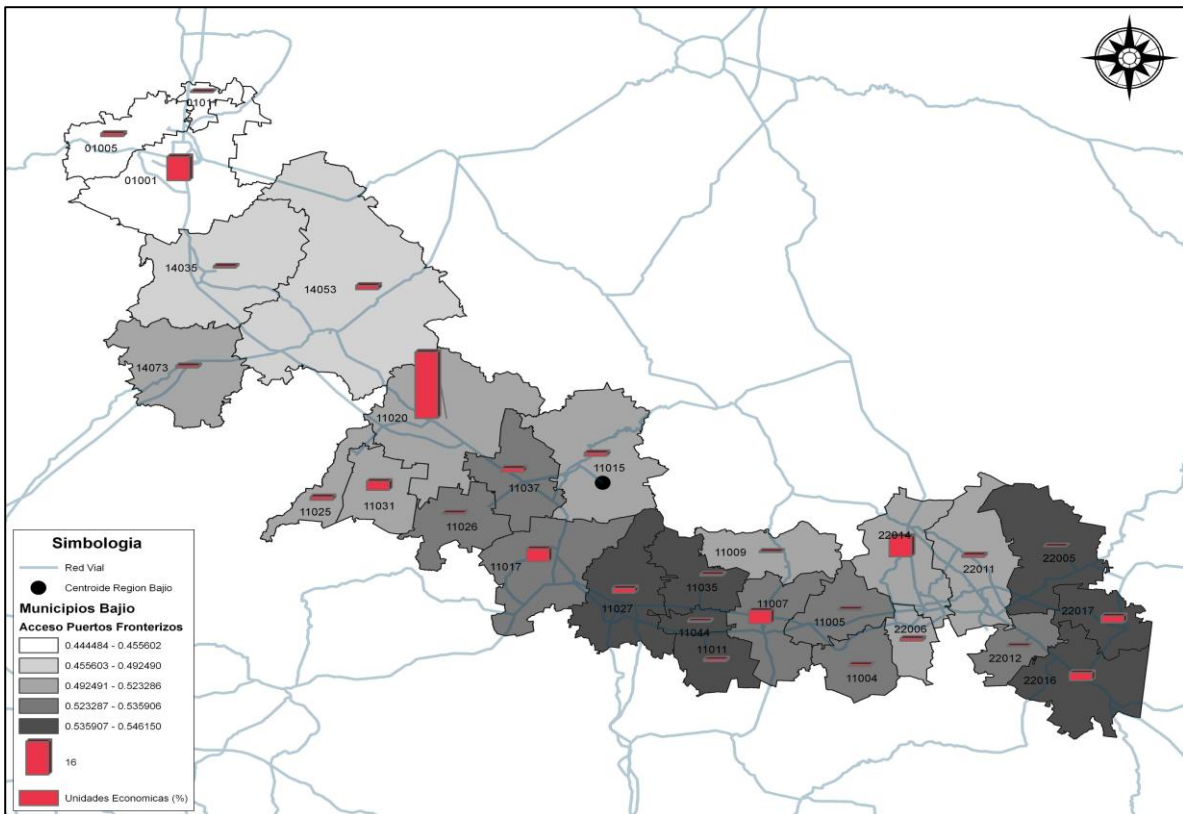 01011
01005
01001
14035
14053
14073
11020
11015
11037
11025
11031
11026
11009
22014
22011
22005
11017
11035
11007
11027
11005
22017
11044
22006
11011
11004
22012
22016
Simbologia
Red Vial
Centroide Region Bajio
Municipios Bajio
Acceso Puertos Fronterizos
0.444484 - 0.455602
0.455603 - 0.492490
0.492491 - 0.523286
0.523287 - 0.535906
0.535907 - 0.546150
16
Unidades Economicas (%)